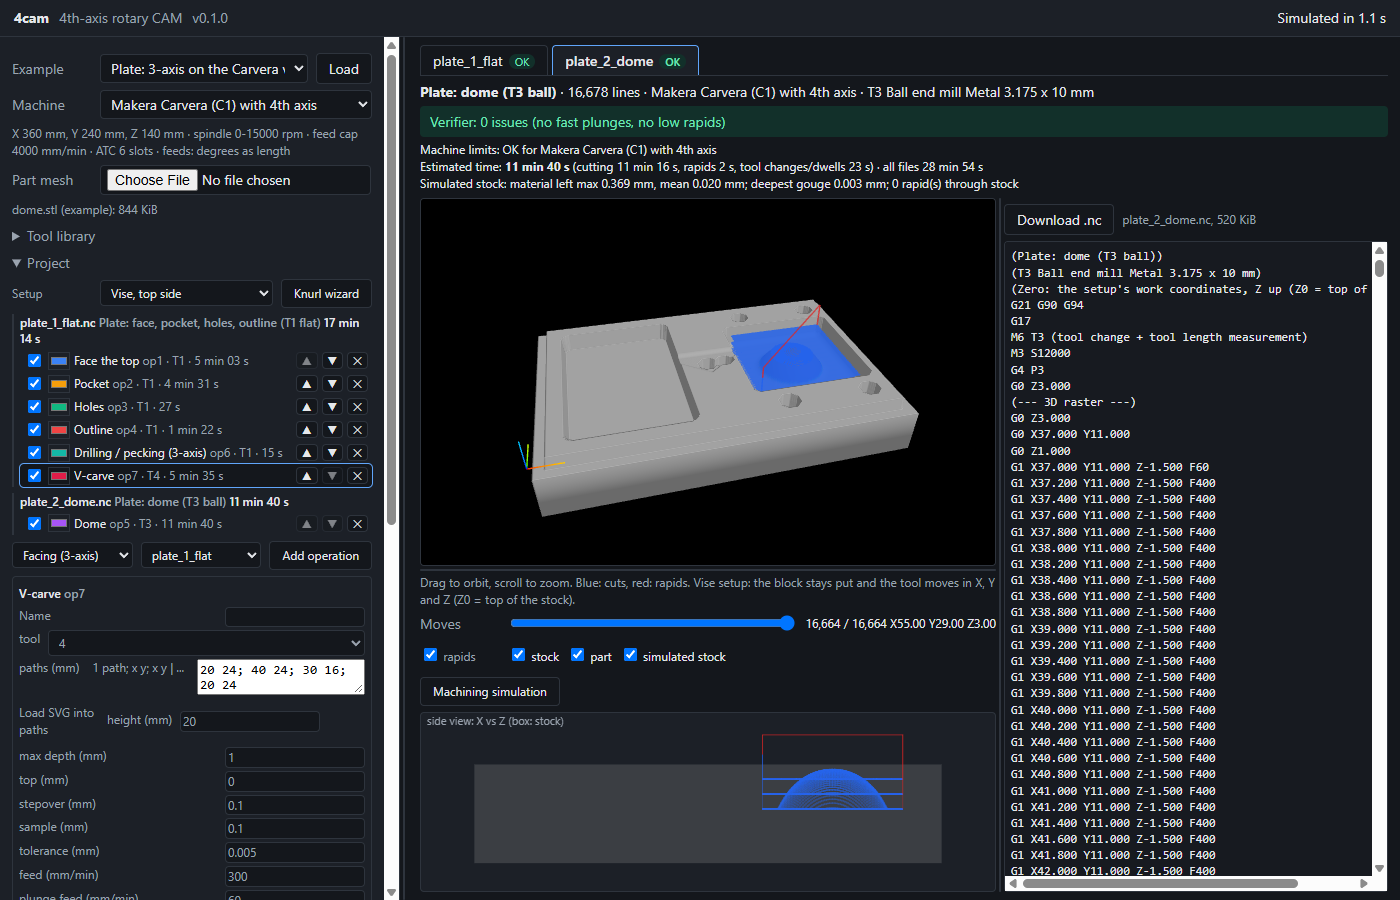 4cam 4th-axis rotary CAM v0.1.0
Simulated in 1.1 s
Example Plate: 3-axis on the Carvera Load
Machine Makera Carvera (C1) with 4th axis
X 360 mm, Y 240 mm, Z 140 mm · spindle 0-15000 rpm · feed cap
4000 mm/min · ATC 6 slots · feeds: degrees as length
Part mesh Choose File No file chosen
dome.stl (example): 844 KiB
Tool library
Project
Setup Vise, top side Knurl wizard
plate_1_flat.nc Plate: face, pocket, holes, outline (T1 flat) 17 min
14 s
Face the top op1 · T1 · 5 min 03 s
Pocket op2 · T1 · 4 min 31 s
Holes op3 · T1 · 27 s
Outline op4 · T1 · 1 min 22 s
Drilling / pecking (3-axis) op6 · T1 · 15 s
V-carve op7 · T4 · 5 min 35 s
plate_2_dome.nc Plate: dome (T3 ball) 11 min 40 s
Dome op5 · T3 · 11 min 40 s
Facing (3-axis) plate_1_flat Add operation
V-carve op7
Name
tool 4
paths (mm) 1 path; x y; x y | ... 20 24; 40 24; 30 16;
20 24
Load SVG into
paths
height (mm) 20
max depth (mm) 1
top (mm) 0
stepover (mm) 0.1
sample (mm) 0.1
tolerance (mm) 0.005
feed (mm/min) 300
plunge feed (mm/min) 60
plate_1_flat OK plate_2_dome OK
Plate: dome (T3 ball) · 16,678 lines · Makera Carvera (C1) with 4th axis · T3 Ball end mill Metal 3.175 x 10 mm
Verifier: 0 issues (no fast plunges, no low rapids)
Machine limits: OK for Makera Carvera (C1) with 4th axis
Estimated time: 11 min 40 s (cutting 11 min 16 s, rapids 2 s, tool changes/dwells 23 s) · all files 28 min 54 s
Simulated stock: material left max 0.369 mm, mean 0.020 mm; deepest gouge 0.003 mm; 0 rapid(s) through stock
Drag to orbit, scroll to zoom. Blue: cuts, red: rapids. Vise setup: the block stays put and the tool moves in X, Y
and Z (Z0 = top of the stock).
Moves 16,664 / 16,664 X55.00 Y29.00 Z3.00
rapids stock part simulated stock
Machining simulation
side view: X vs Z (box: stock)
Download .nc plate_2_dome.nc, 520 KiB
(Plate: dome (T3 ball))
(T3 Ball end mill Metal 3.175 x 10 mm)
(Zero: the setup's work coordinates, Z up (Z0 = top of
G21 G90 G94
G17
M6 T3 (tool change + tool length measurement)
M3 S12000
G4 P3
G0 Z3.000
(--- 3D raster ---)
G0 Z3.000
G0 X37.000 Y11.000
G0 Z1.000
G1 X37.000 Y11.000 Z-1.500 F60
G1 X37.200 Y11.000 Z-1.500 F400
G1 X37.400 Y11.000 Z-1.500 F400
G1 X37.600 Y11.000 Z-1.500 F400
G1 X37.800 Y11.000 Z-1.500 F400
G1 X38.000 Y11.000 Z-1.500 F400
G1 X38.200 Y11.000 Z-1.500 F400
G1 X38.400 Y11.000 Z-1.500 F400
G1 X38.600 Y11.000 Z-1.500 F400
G1 X38.800 Y11.000 Z-1.500 F400
G1 X39.000 Y11.000 Z-1.500 F400
G1 X39.200 Y11.000 Z-1.500 F400
G1 X39.400 Y11.000 Z-1.500 F400
G1 X39.600 Y11.000 Z-1.500 F400
G1 X39.800 Y11.000 Z-1.500 F400
G1 X40.000 Y11.000 Z-1.500 F400
G1 X40.200 Y11.000 Z-1.500 F400
G1 X40.400 Y11.000 Z-1.500 F400
G1 X40.600 Y11.000 Z-1.500 F400
G1 X40.800 Y11.000 Z-1.500 F400
G1 X41.000 Y11.000 Z-1.500 F400
G1 X41.200 Y11.000 Z-1.500 F400
G1 X41.400 Y11.000 Z-1.500 F400
G1 X41.600 Y11.000 Z-1.500 F400
G1 X41.800 Y11.000 Z-1.500 F400
G1 X42.000 Y11.000 Z-1.500 F400